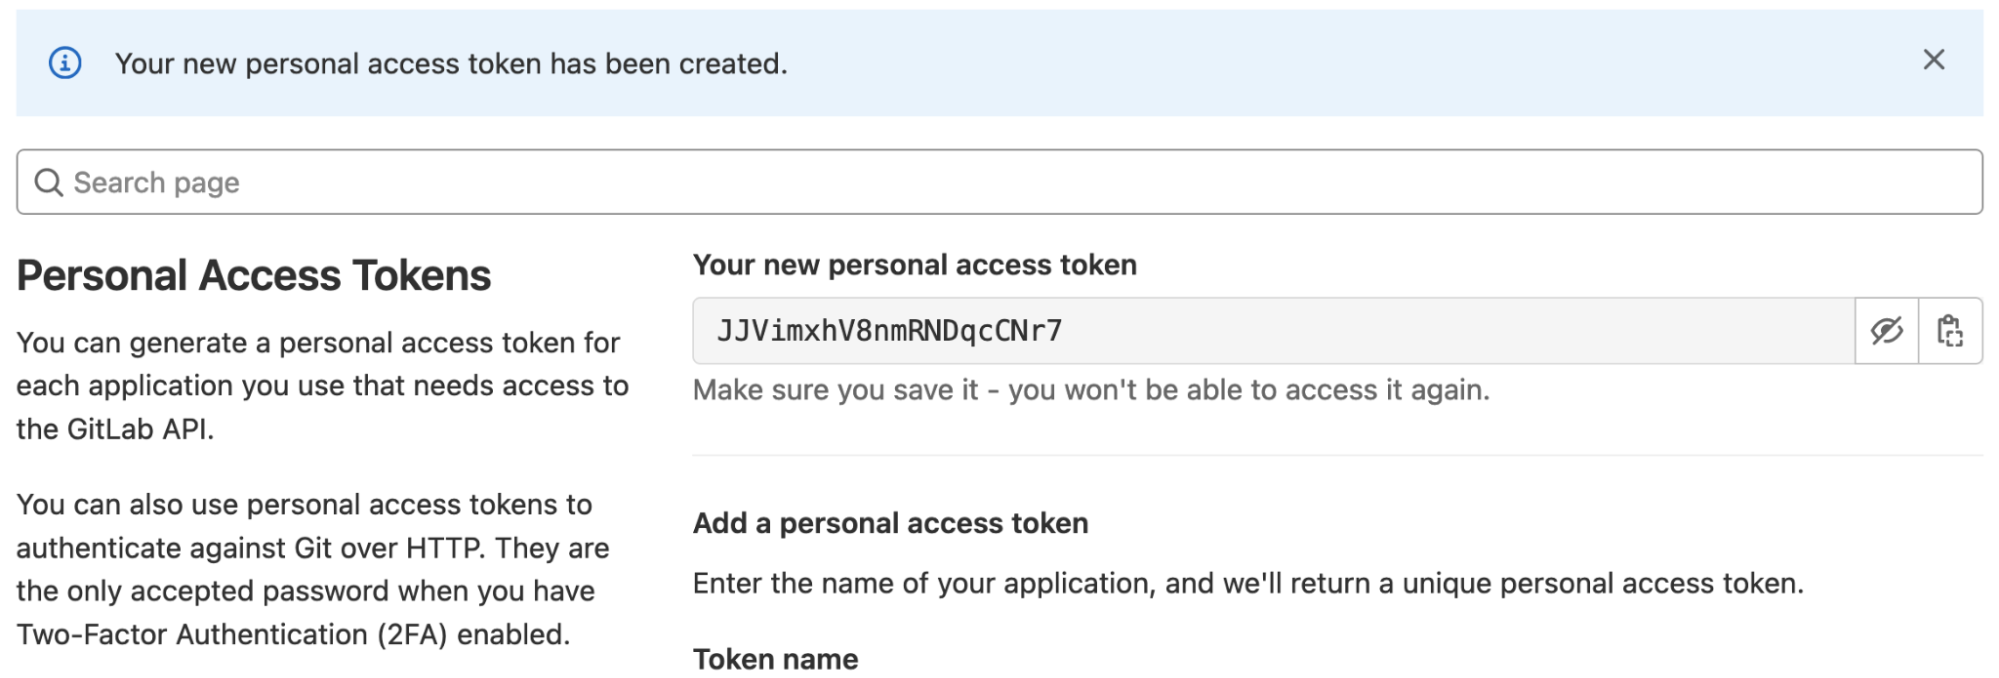 Your new personal access token has been created.
Search page
Personal Access Tokens
You can generate a personal access token for
each application you use that needs access to
the GitLab API.
You can also use personal access tokens to
authenticate against Git over HTTP. They are
the only accepted password when you have
Two-Factor Authentication (2FA) enabled.
Your new personal access token
JJVimxhV8nmRNDqcCNr7
Make sure you save it - you won't be able to access it again.
Add a personal access token
Enter the name of your application, and we'll return a unique personal access token.
Token name